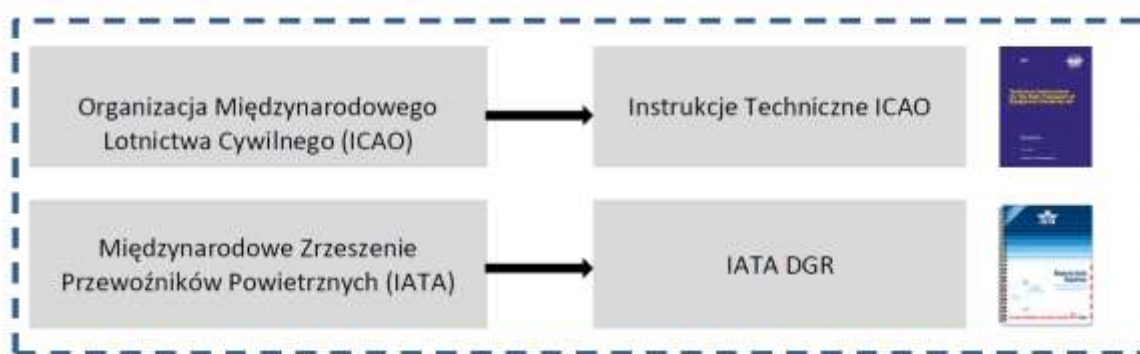 Organizacja Międzynarodowego
Lotnictwa Cywilnego (ICAO)
Instrukcje Techniczne ICAO
Międzynarodowe Zrzeszenie
Przewoźników Powietrznych (IATA)
IATA DGR